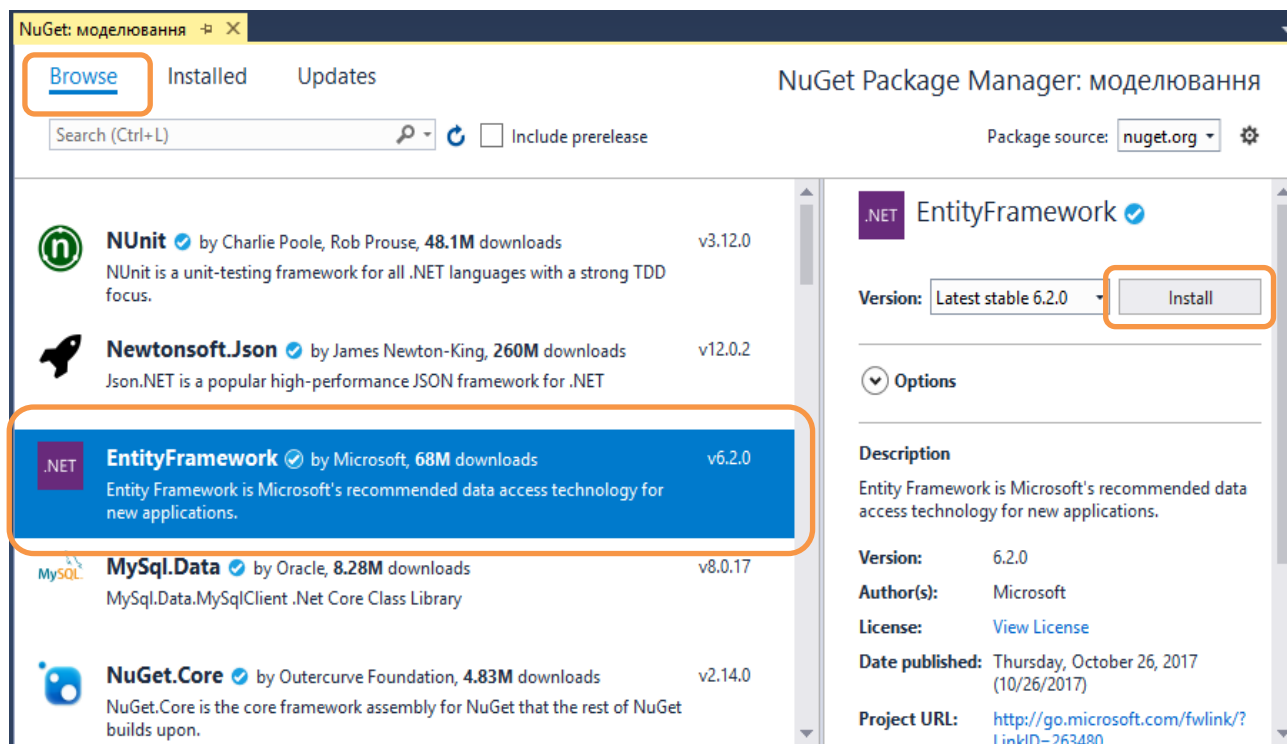 NuGet: моделювання
Browse Installed Updates
NuGet Package Manager: моделювання
Search (Ctrl+L)
Include prerelease
Package source: nuget.org
NUnit by Charlie Poole, Rob Prouse, 48.1M downloads v3.12.0
NUnit is a unit-testing framework for all .NET languages with a strong TDD
focus.
Newtonsoft.Json by James Newton-King, 260M downloads v12.0.2
Json.NET is a popular high-performance JSON framework for .NET
.NET
EntityFramework by Microsoft, 68M downloads v6.2.0
Entity Framework is Microsoft's recommended data access technology for
new applications.
MySQL
MySql.Data by Oracle, 8.28M downloads v8.0.17
MySql.Data.MySqlClient .Net Core Class Library
NuGet.Core by Outercurve Foundation, 4.83M downloads v2.14.0
NuGet.Core is the core framework assembly for NuGet that the rest of NuGet
builds upon.
.NET
EntityFramework
Version: Latest stable 6.2.0 Install
Options
Description
Entity Framework is Microsoft's recommended data
access technology for new applications.
Version: 6.2.0
Author(s): Microsoft
License: View License
Date published: Thursday, October 26, 2017
(10/26/2017)
Project URL: http://go.microsoft.com/fwlink/?
LinkID=263480